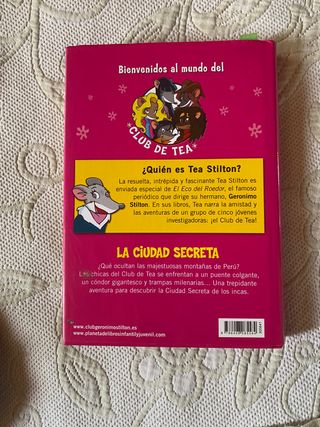 Bienvenidos al mundo del
CLUB DE TEA
¿Quién es Tea Stilton?
La resuelta, intrépida y fascinante Tea Stilton es
enviada especial de El Eco del Roedor, el famoso
periódico que dirige su hermano, Geronimo
Stilton. En sus libros, Tea narra la amistad y
las aventuras de un grupo de cinco jóvenes
investigadoras: ¡el Club de Tea!
LA CIUDAD SECRETA
¿Qué ocultan las majestuosas montañas de Perú?
Las chicas del Club de Tea se enfrentan a un puente colgante,
un cóndor gigantesco y trampas milenarias... Una trepidante
aventura para descubrir la Ciudad Secreta de los incas.
www.clubgeronimostilton.es
www.planetadelibrosinfantilyjuvenil.com